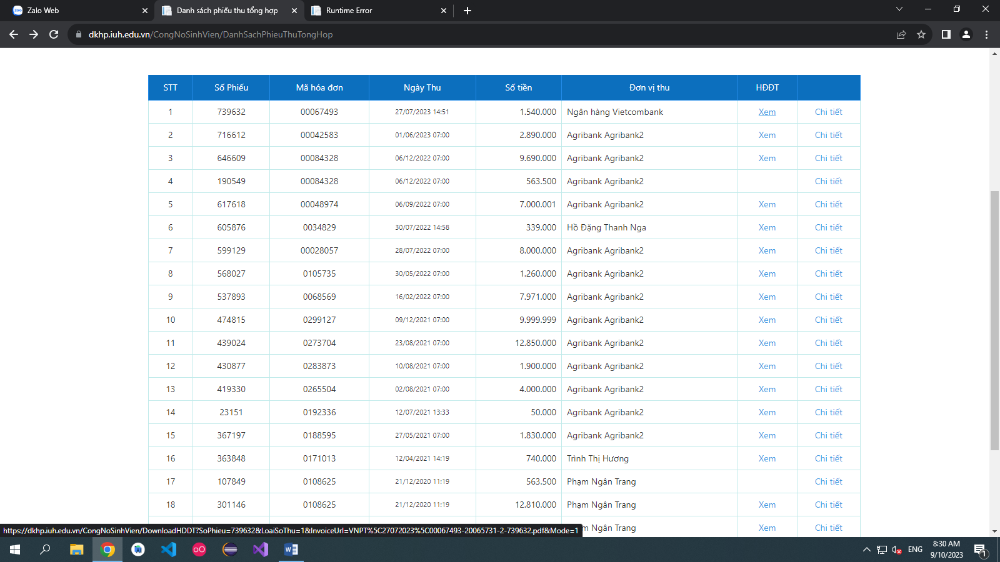 Zalo Web
Danh sách phiếu thu tổng hợp
Runtime Error
dkhp.iuh.edu.vn/CongNoSinhVien/DanhSachPhieuThuTongHop
STT Số Phiếu Mã hóa đơn Ngày Thu Số tiền Đơn vị thu HĐĐT
1 739632 00067493 27/07/2023 14:51 1.540.000 Ngân hàng Vietcombank Xem Chi tiết
2 716612 00042583 01/06/2023 07:00 2.890.000 Agribank Agribank2 Xem Chi tiết
3 646609 00084328 06/12/2022 07:00 9.690.000 Agribank Agribank2 Xem Chi tiết
4 190549 00084328 06/12/2022 07:00 563.500 Agribank Agribank2 Chi tiết
5 617618 00048974 06/09/2022 07:00 7.000.001 Agribank Agribank2 Xem Chi tiết
6 605876 0034829 30/07/2022 14:58 339.000 Hồ Đặng Thanh Nga Xem Chi tiết
7 599129 00028057 28/07/2022 07:00 8.000.000 Agribank Agribank2 Xem Chi tiết
8 568027 0105735 30/05/2022 07:00 1.260.000 Agribank Agribank2 Xem Chi tiết
9 537893 0068569 16/02/2022 07:00 7.971.000 Agribank Agribank2 Xem Chi tiết
10 474815 0299127 09/12/2021 07:00 9.999.999 Agribank Agribank2 Xem Chi tiết
11 439024 0273704 23/08/2021 07:00 12.850.000 Agribank Agribank2 Xem Chi tiết
12 430877 0283873 10/08/2021 07:00 1.900.000 Agribank Agribank2 Xem Chi tiết
13 419330 0265504 02/08/2021 07:00 4.000.000 Agribank Agribank2 Xem Chi tiết
14 23151 0192336 12/07/2021 13:33 50.000 Agribank Agribank2 Xem Chi tiết
15 367197 0188595 27/05/2021 07:00 1.830.000 Agribank Agribank2 Xem Chi tiết
16 363848 0171013 12/04/2021 14:19 740.000 Trình Thị Hương Xem Chi tiết
17 107849 0108625 21/12/2020 11:19 563.500 Phạm Ngân Trang Chi tiết
18 301146 0108625 21/12/2020 11:19 12.810.000 Phạm Ngân Trang Xem Chi tiết
m Ngân Trang Xem Chi tiết
https://dkhp.iuh.edu.vn/CongNoSinhVien/DownloadHDDT?SoPhieu=739632&LoaiSoThu=1&InvoiceUrl=VNPT%5C27072023%5C00067493-20065731-2-739632.pdf&Mode=1
ENG
8:30 AM
9/10/2023
1